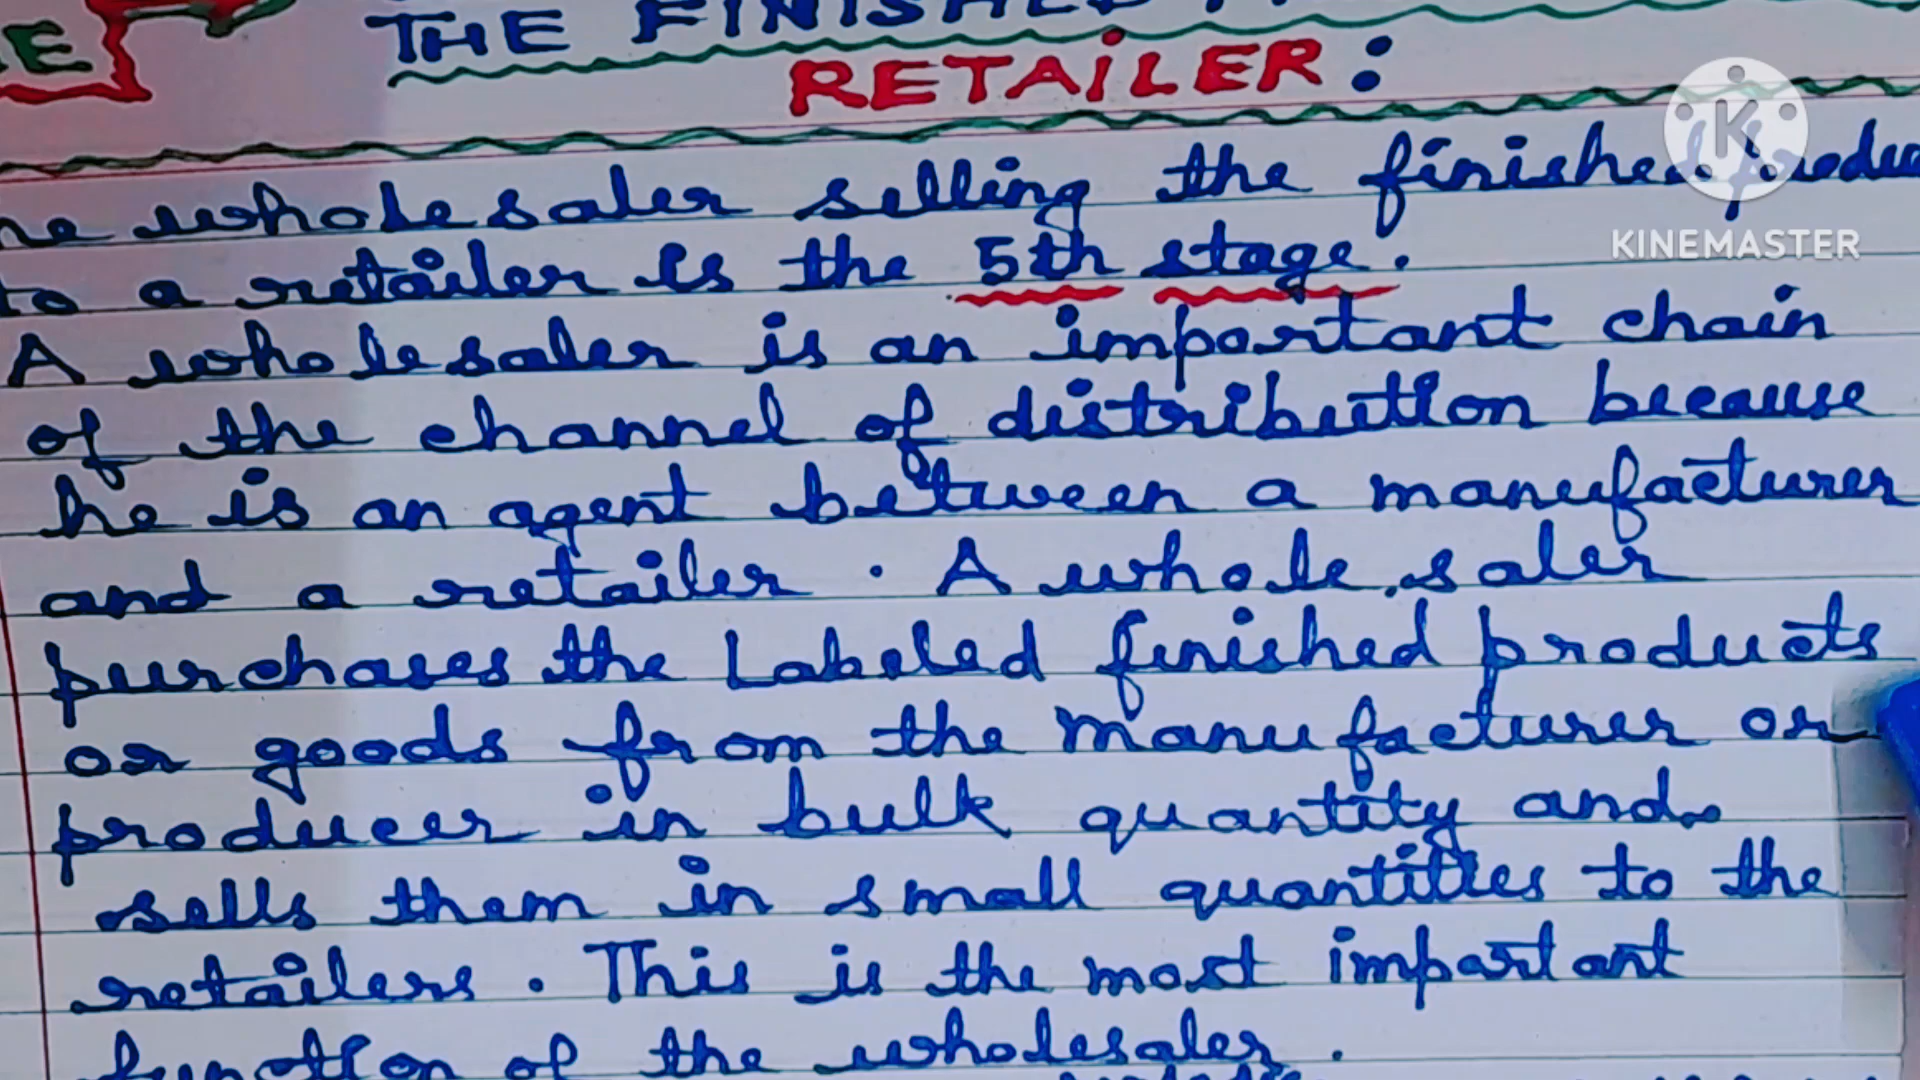 THE FINISHED
RETAILER:
wholesaler selling the finished
to a retailer is the 5th stage.
A wholesaler is an important chain
of the channel of distribution because
he is an agent between a manufacturer
and a retailer. A whole saler
purchases the Labeled finished products
or goods from the manufacturer or
producer in bulk quantity and
sells them in small quantities to the
retailers. This is the most important
function of the wholesaler.
KINEMASTER